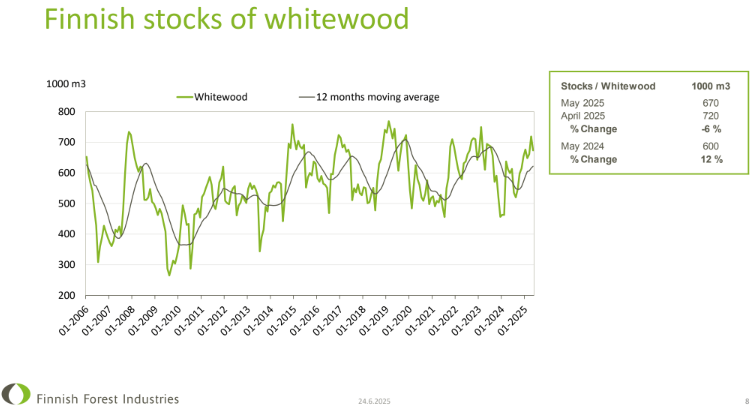 Finnish stocks of whitewood
1000 m3
Whitewood
12 months moving average
800
700
600
500
400
300
200
01-2006
01-2007
01-2008
01-2009
01-2010
01-2011
01-2012
01-2013
01-2014
01-2015
01-2016
01-2017
01-2018
01-2019
01-2020
01-2021
01-2022
01-2023
01-2024
01-2025
Stocks / Whitewood 1000 m3
May 2025 670
April 2025 720
% Change -6 %
May 2024 600
% Change 12 %
Finnish Forest Industries
24.6.2025
8